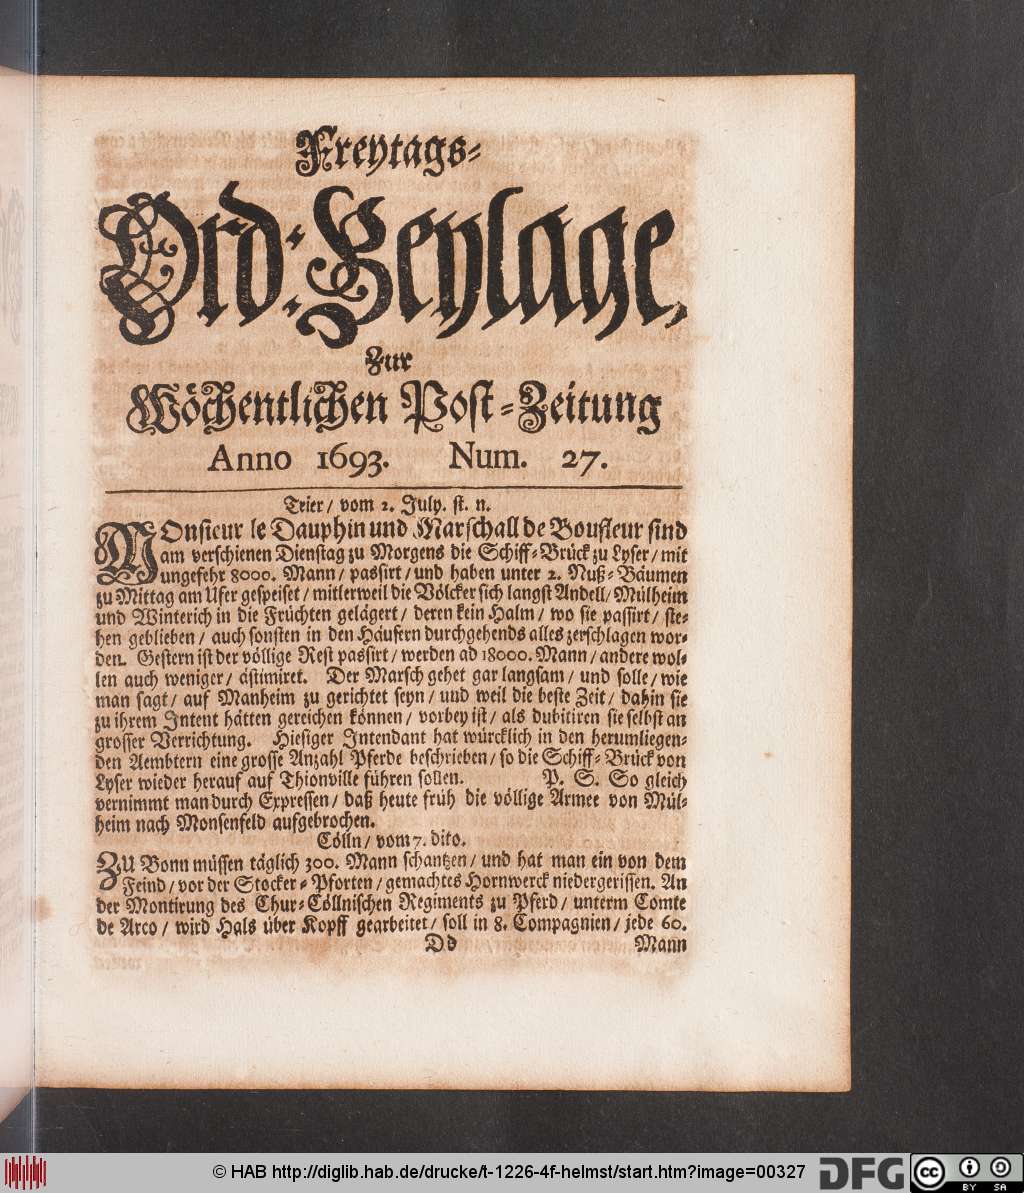 Freytags-
Ord: Beylage,
Zur
Wöchentlichen Post-Zeitung
Anno 1693. Num. 27.
Trier / vom 2. July. st. n.
MOnsieur le Dauphin und Marschall de Boufleur sind
am verschienen Dienstag zu Morgens die Schiff-Brück zu Lyser / mit
ungefehr 8000. Mann / passirt / und haben unter 2. Nuß-Bäumen
zu Mittag am Ufer gespeiset / mitlerweil die Völcker sich langst Andell / Mülheim
und Winterich in die Früchten gelägert / deren kein Halm / wo sie passirt / ste-
hen geblieben / auch sonsten in den Häusern durchgehends alles zerschlagen wor-
den. Gestern ist der völlige Rest passirt / werden ad 18000. Mann / andere wol-
len auch weniger / ästimiret. Der Marsch gehet gar langsam / und solle / wie
man sagt / auf Manheim zu gerichtet seyn / und weil die beste Zeit / dahin sie
zu ihrem Intent hätten gereichen können / vorbey ist / als dubitiren sie selbst an
grosser Verrichtung. Hiesiger Intendant hat würcklich in den herumliegen-
den Aembtern eine grosse Anzahl Pferde beschrieben / so die Schiff-Brück von
Lyser wieder herauf auf Thionville führen sollen. P. S. So gleich
vernimmt man durch Expressen / daß heute früh die völlige Armee von Mül-
heim nach Monsenfeld aufgebrochen.
Cölln / vom 7. dito.
ZU Bonn müssen täglich 300. Mann schantzen / und hat man ein von dem
Feind / vor der Stocker-Pforten / gemachtes Hornwerck niedergerissen. An
der Montirung des Chur-Cöllnischen Regiments zu Pferd / unterm Comte
de Arco / wird Hals über Kopff gearbeitet / soll in 8. Compagnien / jede 60.
Dd Mann
© HAB http://diglib.hab.de/drucke/t-1226-4f-helmst/start.htm?image=00327
DFG
cc BY SA